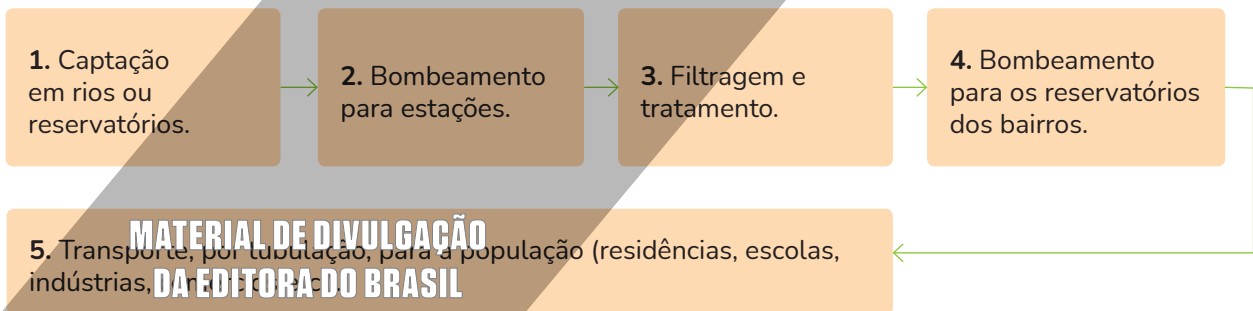 1. Captação
em rios ou
reservatórios.
2. Bombeamento
para estações.
3. Filtragem e
tratamento.
4. Bombeamento
para os reservatórios
dos bairros.
5. Transporte, por tubulação, para a população (residências, escolas,
indústrias,
MATERIAL DE DIVULGAÇÃO
DA EDITORA DO BRASIL